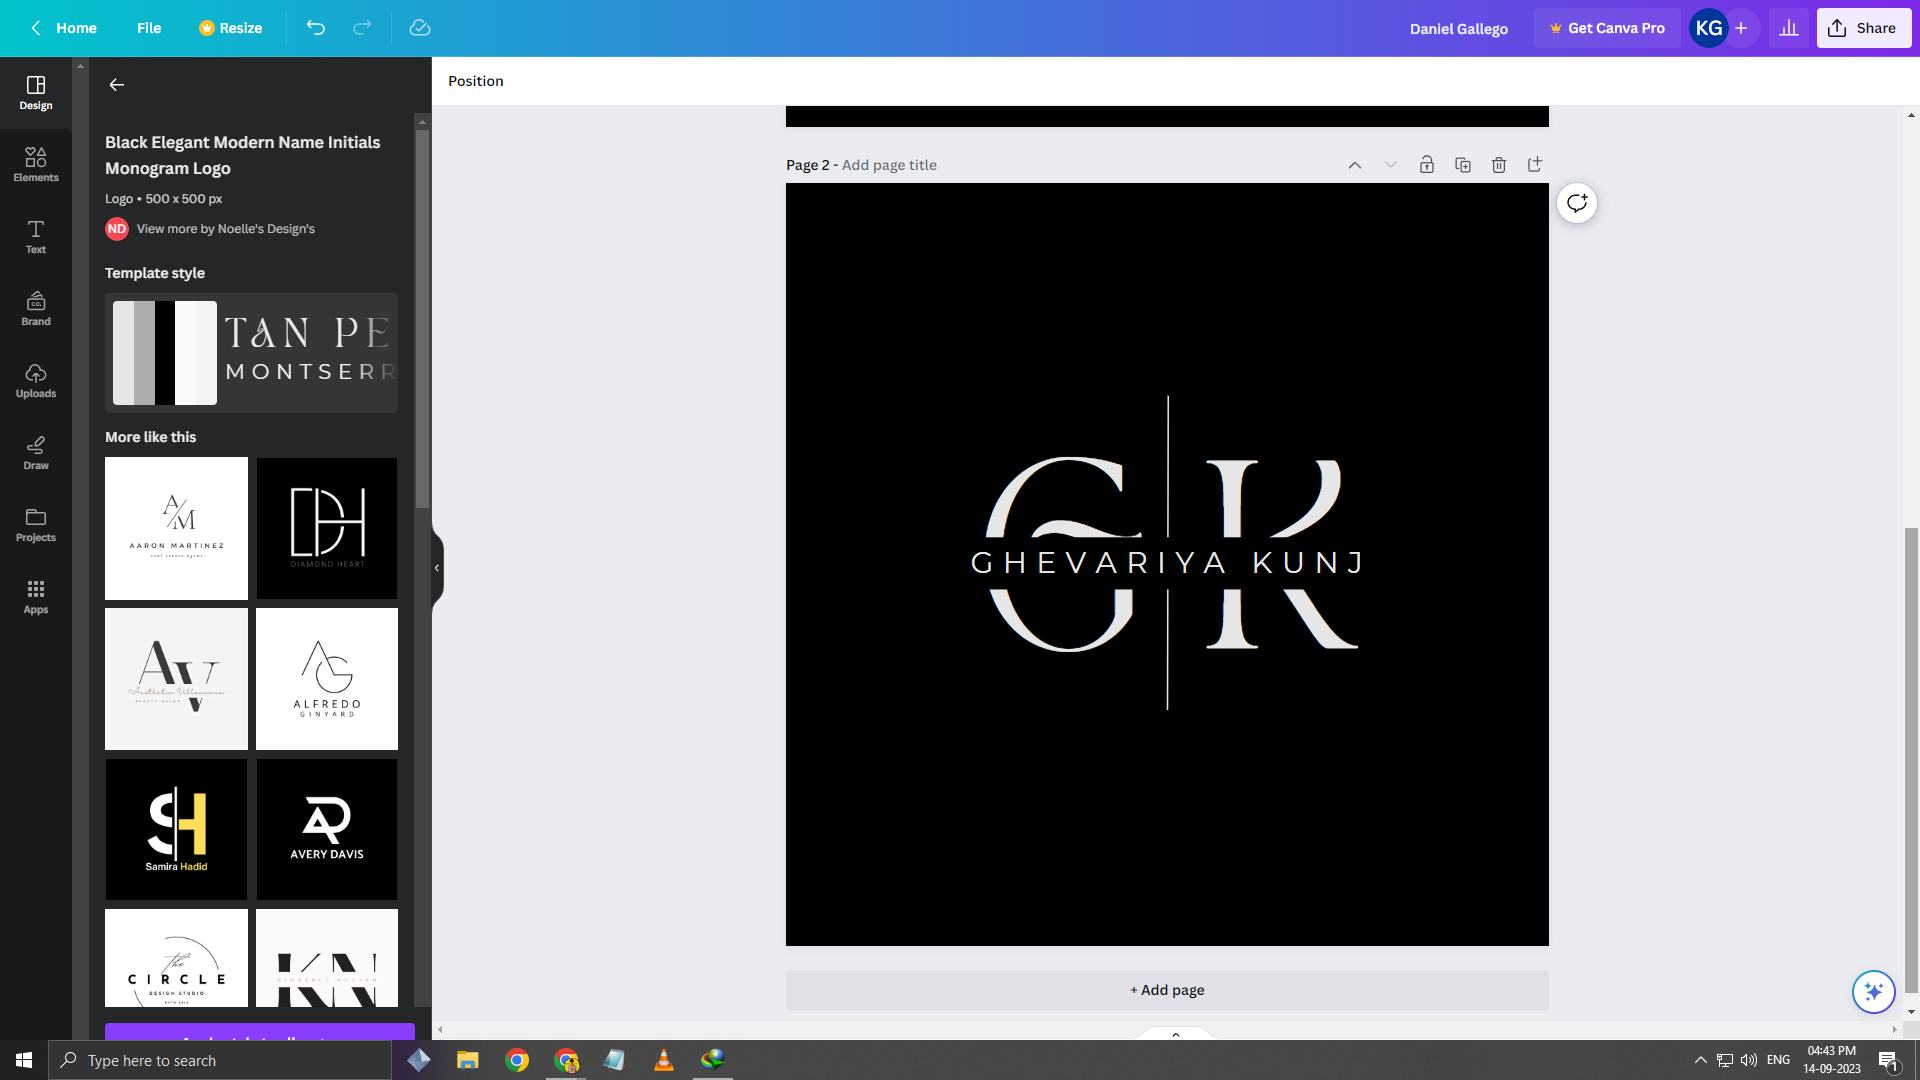 Home
File
Resize
Daniel Gallego
Get Canva Pro
KG
Share
Design
Elements
Text
Brand
CO.
Uploads
Draw
Projects
Apps
Black Elegant Modern Name Initials
Monogram Logo
Logo • 500 x 500 px
ND
View more by Noelle's Design's
Template style
TAN PE
MONTSERR
More like this
A/M
AARON MARTINEZ
real estate agent
DH
DIAMOND HEART
AV
Aesthetic Villanueva
BEAUTY SALON
AG
ALFREDO
GINYARD
SH
Samira Hadid
AR
AVERY DAVIS
the
CIRCLE
DESIGN STUDIO
KN
Position
Page 2 - Add page title
GK
GHEVARIYA KUNJ
+ Add page
Type here to search
ENG
04:43 PM
14-09-2023
1